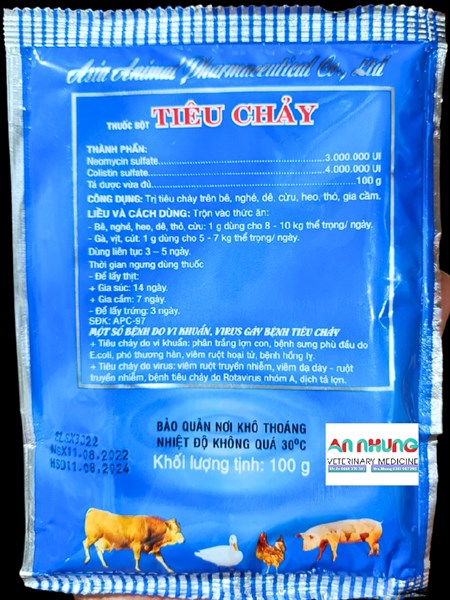 Asia Animal Pharmaceutical Co., Ltd
THUỐC BỘT TIÊU CHẢY
THÀNH PHẦN:
Neomycin sulfate...3.000.000 UI
Colistin sulfate...4.000.000 UI
Tá dược vừa đủ...100 g
CÔNG DỤNG: Trị tiêu chảy trên bê, nghé, dê, cừu, heo, thỏ, gia cầm.
LIỀU VÀ CÁCH DÙNG: Trộn vào thức ăn:
- Bê, nghé, heo, dê, thỏ, cừu: 1 g dùng cho 8 - 10 kg thể trọng/ ngày.
- Gà, vịt, cút: 1 g dùng cho 5 - 7 kg thể trọng/ ngày.
Dùng liên tục 3 – 5 ngày.
Thời gian ngưng dùng thuốc
- Để lấy thịt:
+ Gia súc: 14 ngày.
+ Gia cầm: 7 ngày.
- Để lấy trứng: 3 ngày.
SĐK: APC-97
MỘT SỐ BỆNH DO VI KHUẨN, VIRUS GÂY BỆNH TIÊU CHẢY
+ Tiêu chảy do vi khuẩn: phân trắng lợn con, bệnh sưng phù đầu do
E.coli, phó thương hàn, viêm ruột hoại tử, bệnh hồng lỵ.
+ Tiêu chảy do virus: viêm ruột truyền nhiễm, viêm dạ dày - ruột
truyền nhiễm, bệnh tiêu chảy do Rotavirus nhóm A, dịch tả lợn.
BẢO QUẢN NƠI KHÔ THOÁNG
NHIỆT ĐỘ KHÔNG QUÁ 30ºC
Khối lượng tịnh: 100 g
NSX11.08.2022
HSD11.08.2024
AN NHUNG
VETERINARY MEDICINE